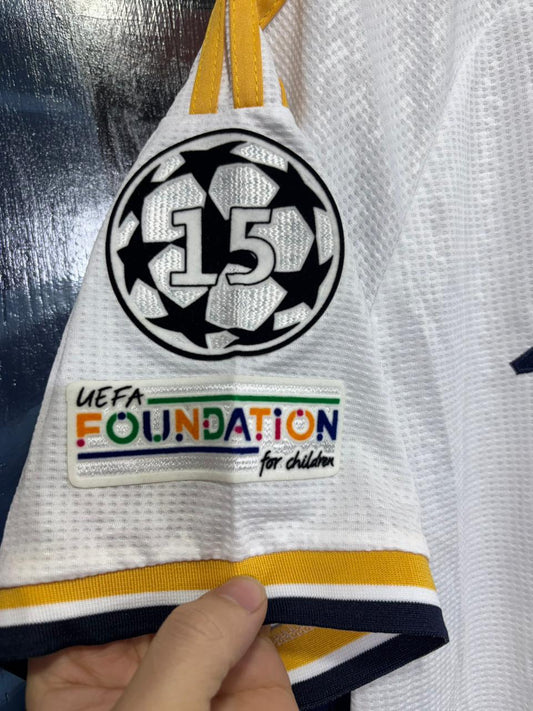 15
UEFA
FOUNDATION
for children